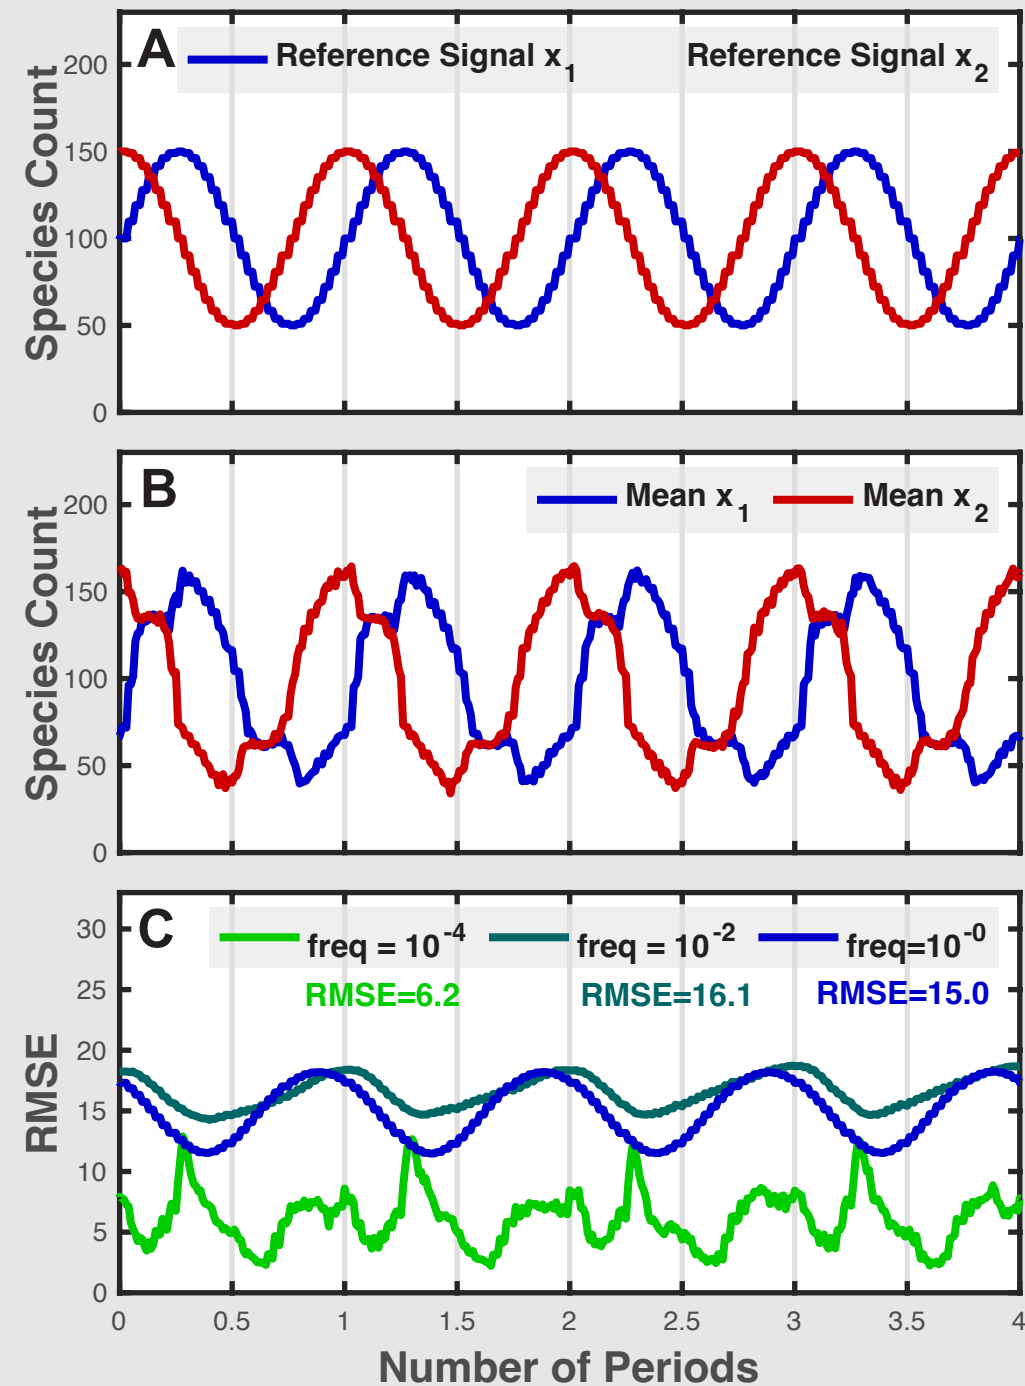 A
Reference Signal x1 Reference Signal x2
Species Count
200
150
100
50
0
B
Mean x1 Mean x2
Species Count
200
150
100
50
0
C
freq = 10^-4 freq = 10^-2 freq=10^-0
RMSE=6.2 RMSE=16.1 RMSE=15.0
RMSE
30
25
20
15
10
5
0
0 0.5 1 1.5 2 2.5 3 3.5 4
Number of Periods